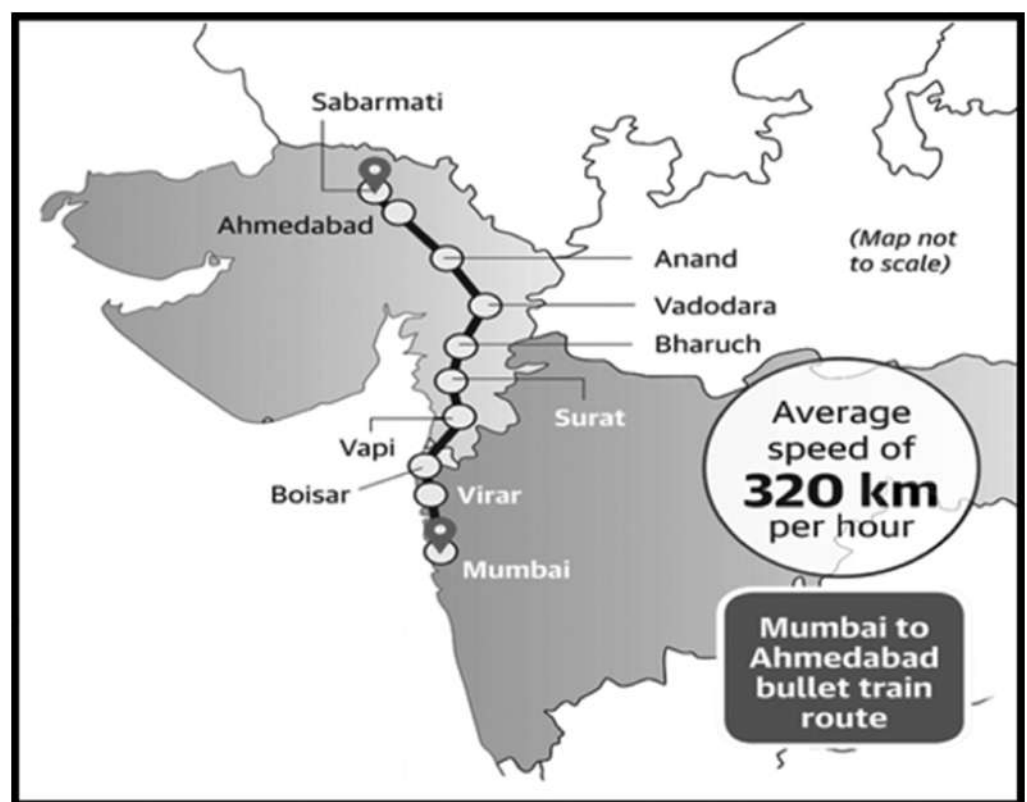 Sabarmati
Ahmedabad
Anand
(Map not
to scale)
Vadodara
Bharuch
Surat
Vapi
Boisar
Virar
Mumbai
Average
speed of
320 km
per hour
Mumbai to
Ahmedabad
bullet train
route